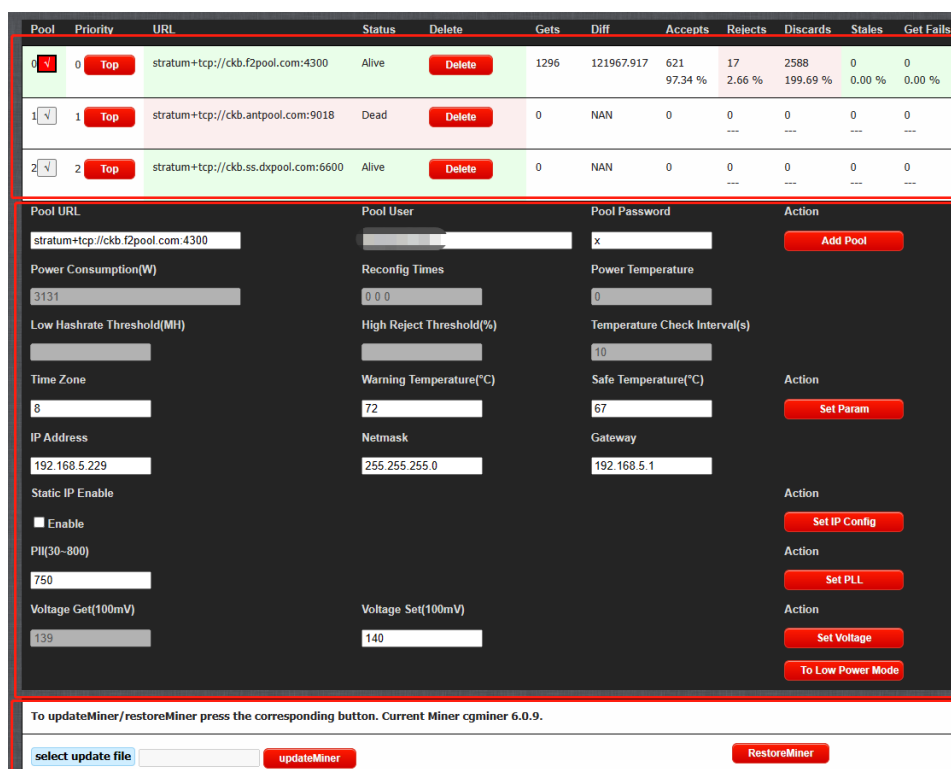 Pool Priority URL Status Delete Gets Diff Accepts Rejects Discards Stales Get Fails
0 √ 0 Top stratum+tcp://ckb.f2pool.com:4300 Alive Delete 1296 121967.917 621 17 2588 0 0
97.34 % 2.66 % 199.69 % 0.00 % 0.00 %
1 √ 1 Top stratum+tcp://ckb.antpool.com:9018 Dead Delete 0 NAN 0 0 0 0 0
--- --- --- ---
2 √ 2 Top stratum+tcp://ckb.ss.dxpool.com:6600 Alive Delete 0 NAN 0 0 0 0 0
--- --- --- ---
Pool URL Pool User Pool Password Action
stratum+tcp://ckb.f2pool.com:4300 x Add Pool
Power Consumption(W) Reconfig Times Power Temperature
3131 0 0 0 0
Low Hashrate Threshold(MH) High Reject Threshold(%) Temperature Check Interval(s)
10
Time Zone Warning Temperature(°C) Safe Temperature(°C) Action
8 72 67 Set Param
IP Address Netmask Gateway
192.168.5.229 255.255.255.0 192.168.5.1
Static IP Enable Action
Enable Set IP Config
Pll(30~800) Action
750 Set PLL
Voltage Get(100mV) Voltage Set(100mV) Action
139 140 Set Voltage
To Low Power Mode
To updateMiner/restoreMiner press the corresponding button. Current Miner cgminer 6.0.9.
select update file updateMiner RestoreMiner